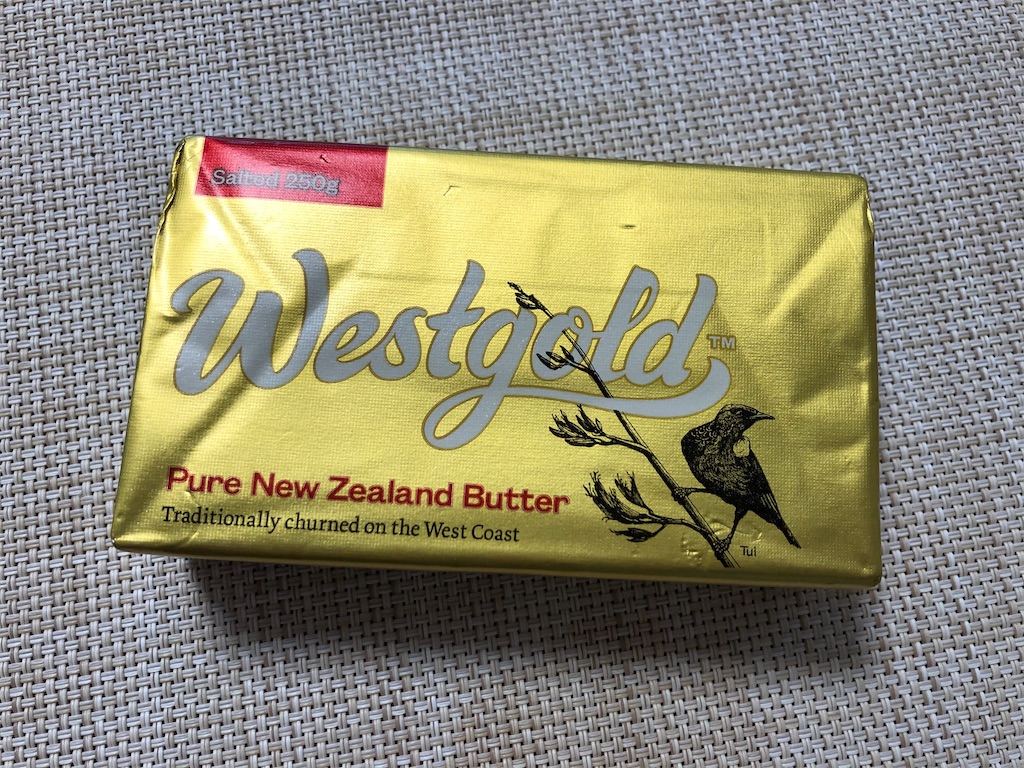 Salted 250g
Westgold™
Pure New Zealand Butter
Traditionally churned on the West Coast
Tui